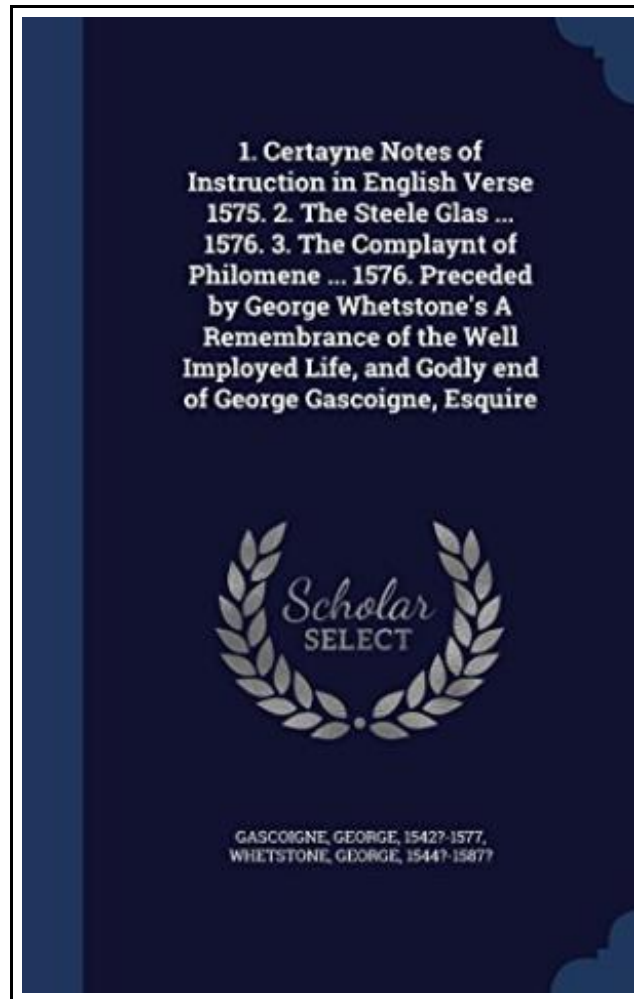 1. Certayne Notes of
Instruction in English Verse
1575. 2. The Steele Glas ...
1576. 3. The Complaynt of
Philomene ... 1576. Preceded
by George Whetstone's A
Remembrance of the Well
Imployed Life, and Godly end
of George Gascoigne, Esquire
Scholar
SELECT
GASCOIGNE, GEORGE, 1542?-1577,
WHETSTONE, GEORGE, 1544?-1587?